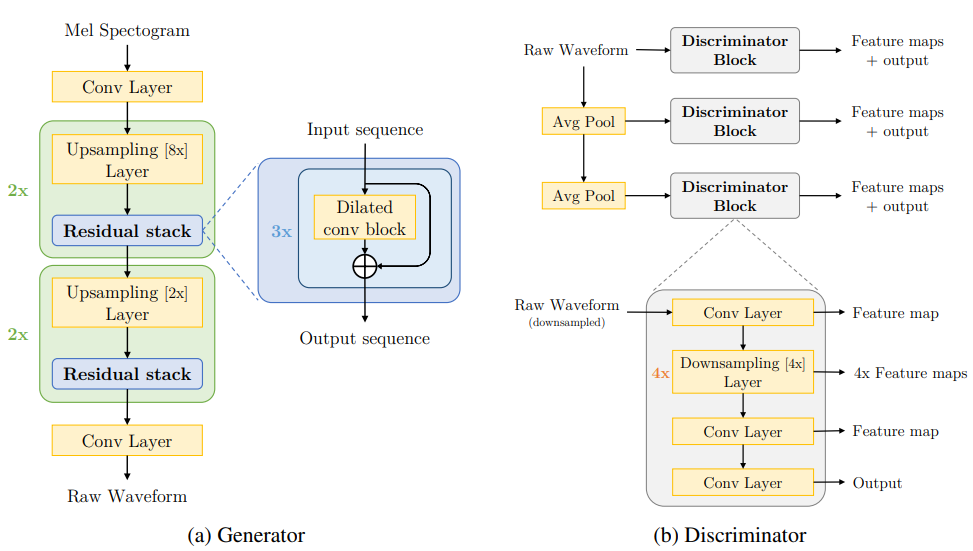 Mel Spectogram
Conv Layer
2x
Upsampling [8x]
Layer
Residual stack
2x
Upsampling [2x]
Layer
Residual stack
Conv Layer
Raw Waveform
Input sequence
3x
Dilated
conv block
Output sequence
(a) Generator
Raw Waveform
Discriminator
Block
Feature maps
+ output
Avg Pool
Discriminator
Block
Feature maps
+ output
Avg Pool
Discriminator
Block
Feature maps
+ output
Raw Waveform
(downsampled)
Conv Layer
Feature map
4x
Downsampling [4x]
Layer
4x Feature maps
Conv Layer
Feature map
Conv Layer
Output
(b) Discriminator